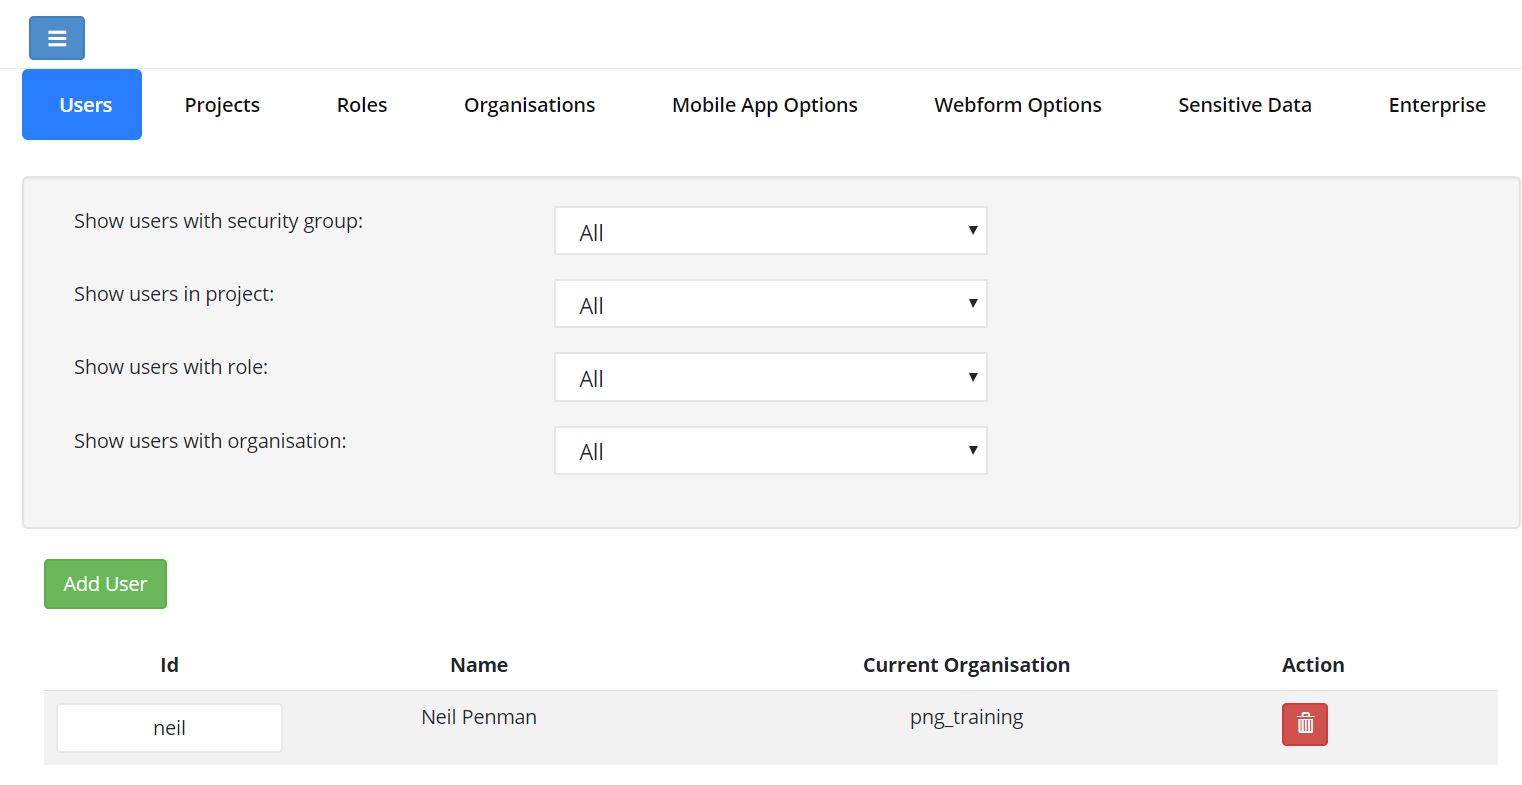 Users Projects Roles Organisations Mobile App Options Webform Options Sensitive Data Enterprise
Show users with security group: All
Show users in project: All
Show users with role: All
Show users with organisation: All
Add User
Id Name Current Organisation Action
neil Neil Penman png_training